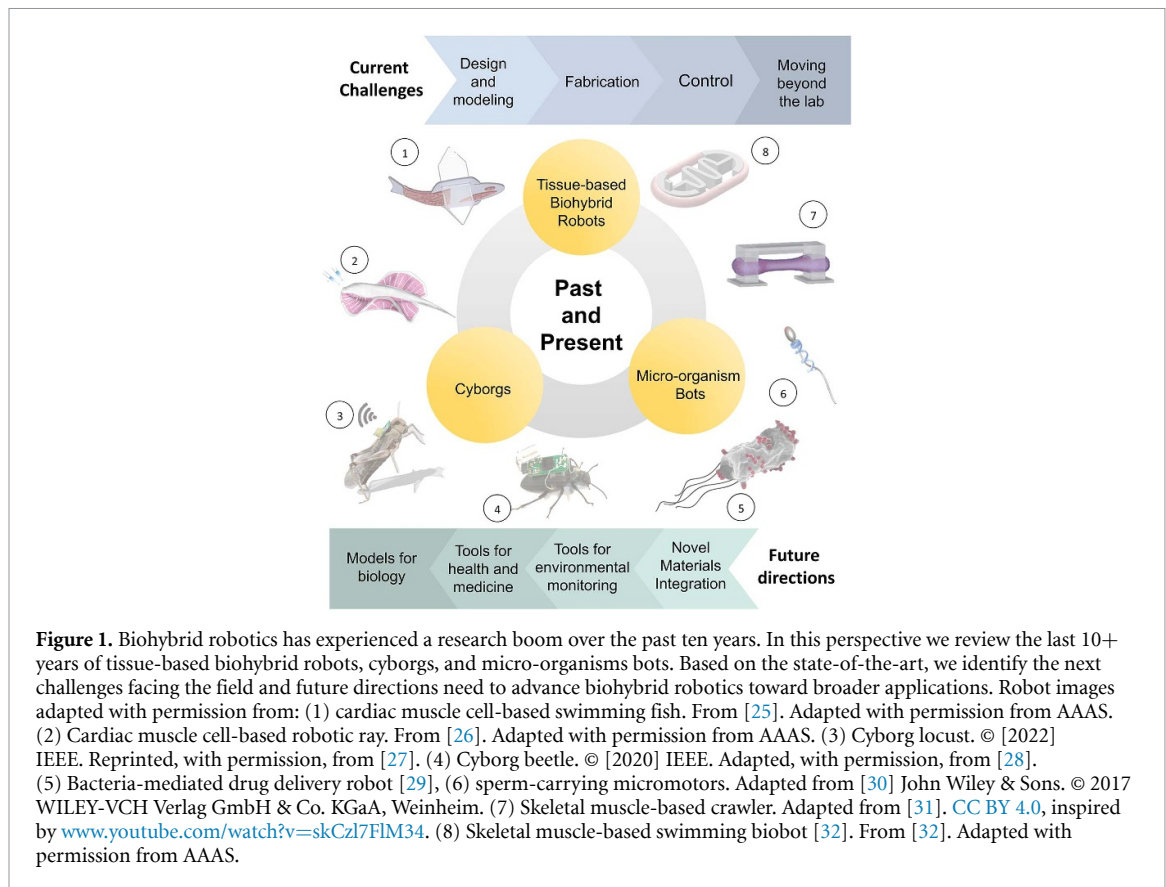 Current
Challenges
Design
and
modeling
Fabrication
Control
Moving
beyond
the lab
1
8
Tissue-based
Biohybrid
Robots
7
2
Past
and
Present
Cyborgs
Micro-organism
Bots
6
3
4
5
Models for
biology
Tools for
health and
medicine
Tools for
environmental
monitoring
Novel
Materials
Integration
Future
directions
Figure 1. Biohybrid robotics has experienced a research boom over the past ten years. In this perspective we review the last 10+
years of tissue-based biohybrid robots, cyborgs, and micro-organisms bots. Based on the state-of-the-art, we identify the next
challenges facing the field and future directions need to advance biohybrid robotics toward broader applications. Robot images
adapted with permission from: (1) cardiac muscle cell-based swimming fish. From [25]. Adapted with permission from AAAS.
(2) Cardiac muscle cell-based robotic ray. From [26]. Adapted with permission from AAAS. (3) Cyborg locust. © [2022]
IEEE. Reprinted, with permission, from [27]. (4) Cyborg beetle. © [2020] IEEE. Adapted, with permission, from [28].
(5) Bacteria-mediated drug delivery robot [29], (6) sperm-carrying micromotors. Adapted from [30] John Wiley & Sons. © 2017
WILEY-VCH Verlag GmbH & Co. KGaA, Weinheim. (7) Skeletal muscle-based crawler. Adapted from [31]. CC BY 4.0, inspired
by www.youtube.com/watch?v=skCzl7FlM34. (8) Skeletal muscle-based swimming biobot [32]. From [32]. Adapted with
permission from AAAS.